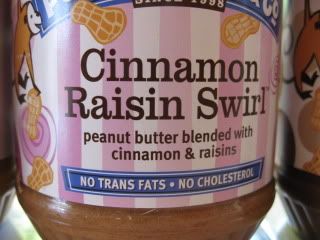 SINCE 1998
Cinnamon
Raisin Swirl
peanut butter blended with
cinnamon & raisins
NO TRANS FATS • NO CHOLESTEROL